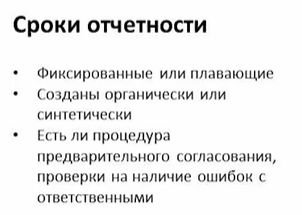 Сроки отчетности
• Фиксированные или плавающие
• Созданы органически или
синтетически
• Есть ли процедура
предварительного согласования,
проверки на наличие ошибок с
ответственными